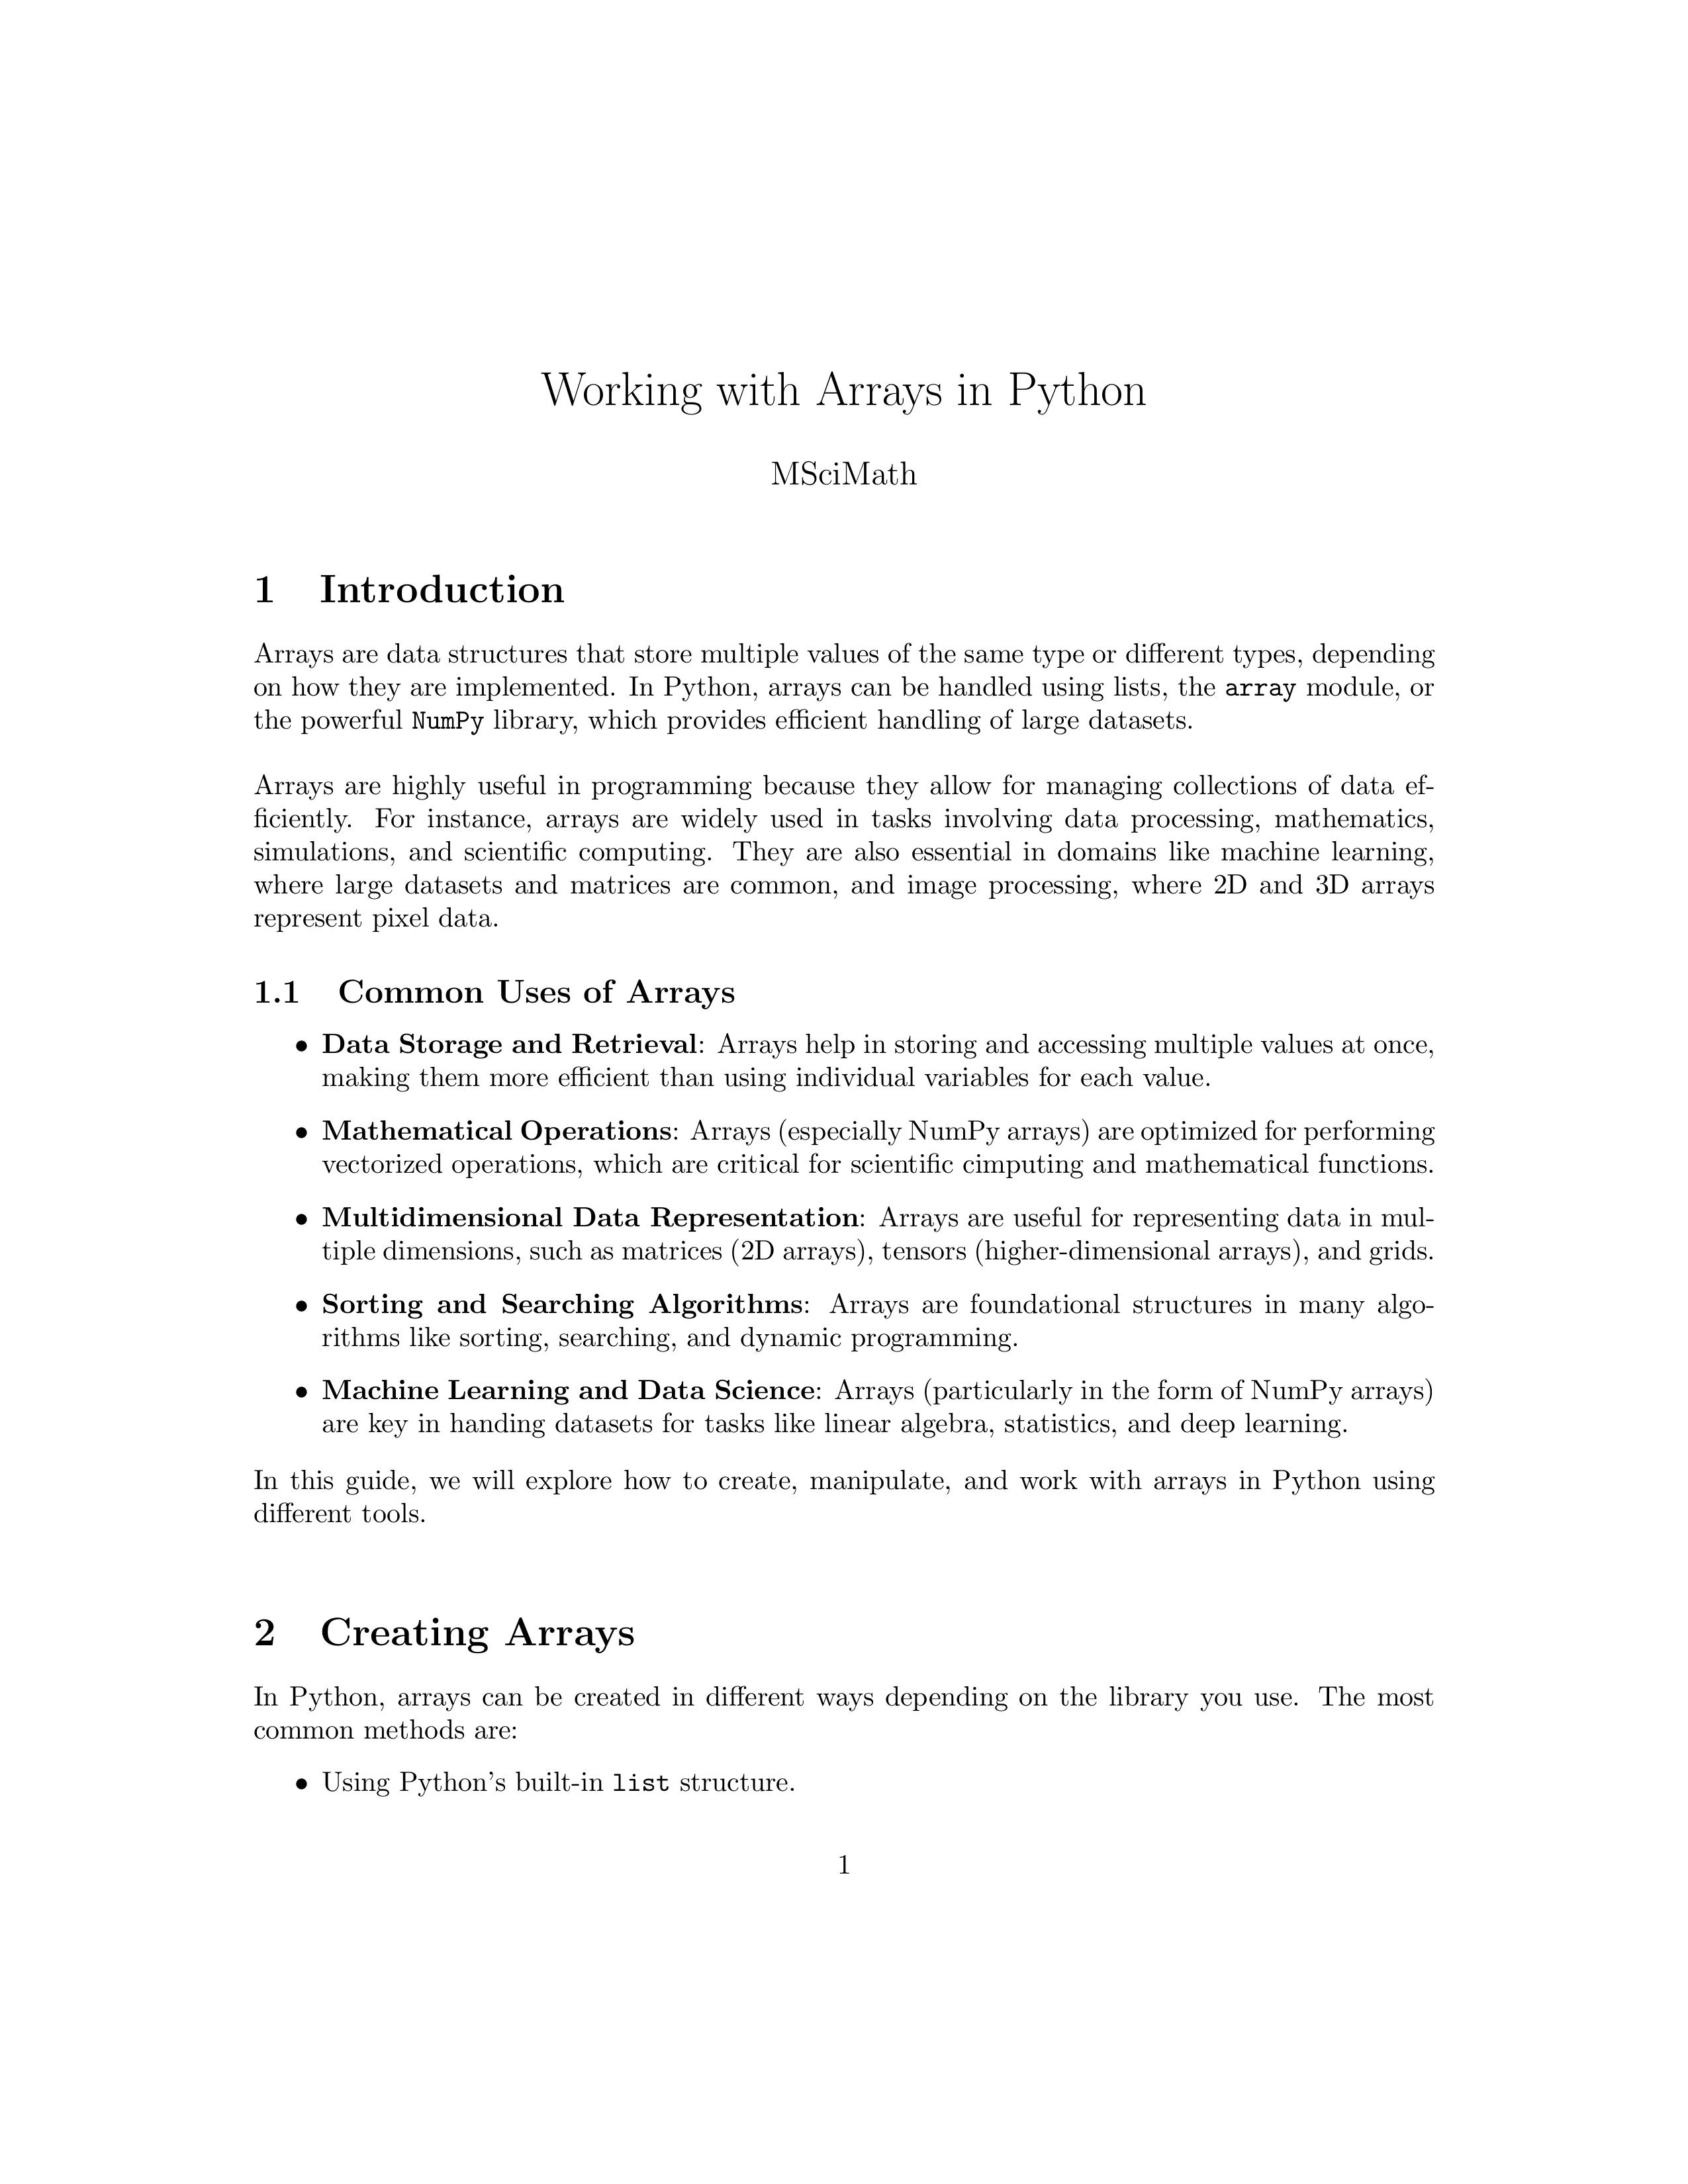 Working with Arrays in Python
MSciMath
1 Introduction
Arrays are data structures that store multiple values of the same type or different types, depending
on how they are implemented. In Python, arrays can be handled using lists, the array module, or
the powerful NumPy library, which provides efficient handling of large datasets.
Arrays are highly useful in programming because they allow for managing collections of data ef-
ficiently. For instance, arrays are widely used in tasks involving data processing, mathematics,
simulations, and scientific computing. They are also essential in domains like machine learning,
where large datasets and matrices are common, and image processing, where 2D and 3D arrays
represent pixel data.
1.1 Common Uses of Arrays
• Data Storage and Retrieval: Arrays help in storing and accessing multiple values at once,
making them more efficient than using individual variables for each value.
• Mathematical Operations: Arrays (especially NumPy arrays) are optimized for performing
vectorized operations, which are critical for scientific cimputing and mathematical functions.
• Multidimensional Data Representation: Arrays are useful for representing data in mul-
tiple dimensions, such as matrices (2D arrays), tensors (higher-dimensional arrays), and grids.
• Sorting and Searching Algorithms: Arrays are foundational structures in many algo-
rithms like sorting, searching, and dynamic programming.
• Machine Learning and Data Science: Arrays (particularly in the form of NumPy arrays)
are key in handing datasets for tasks like linear algebra, statistics, and deep learning.
In this guide, we will explore how to create, manipulate, and work with arrays in Python using
different tools.
2 Creating Arrays
In Python, arrays can be created in different ways depending on the library you use. The most
common methods are:
• Using Python's built-in list structure.
1